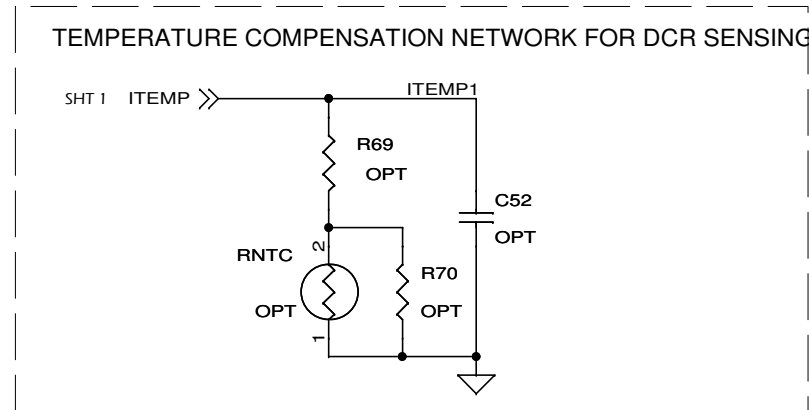 TEMPERATURE COMPENSATION NETWORK FOR DCR SENSING
SHT 1 ITEMP ITEMP1
R69
OPT
C52
OPT
2
RNTC
OPT
1
R70
OPT